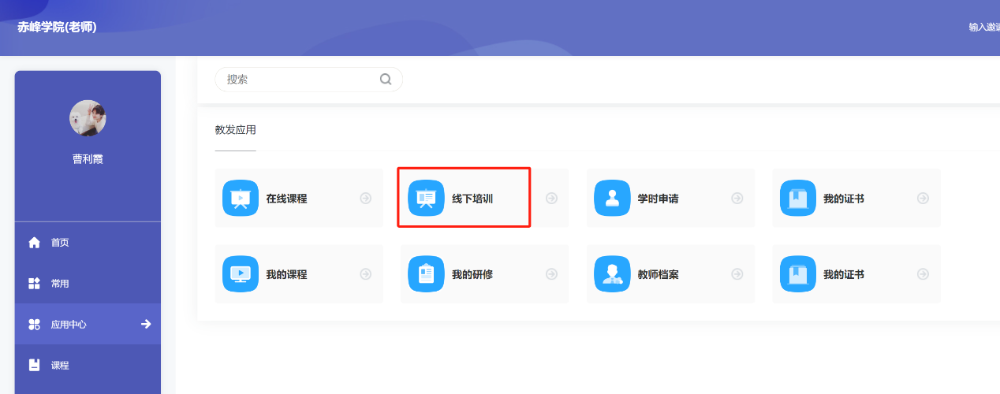 赤峰学院(老师)
输入邀
搜索
曹利霞
教发应用
在线课程
线下培训
学时申请
我的证书
我的课程
我的研修
教师档案
我的证书
首页
常用
应用中心
课程